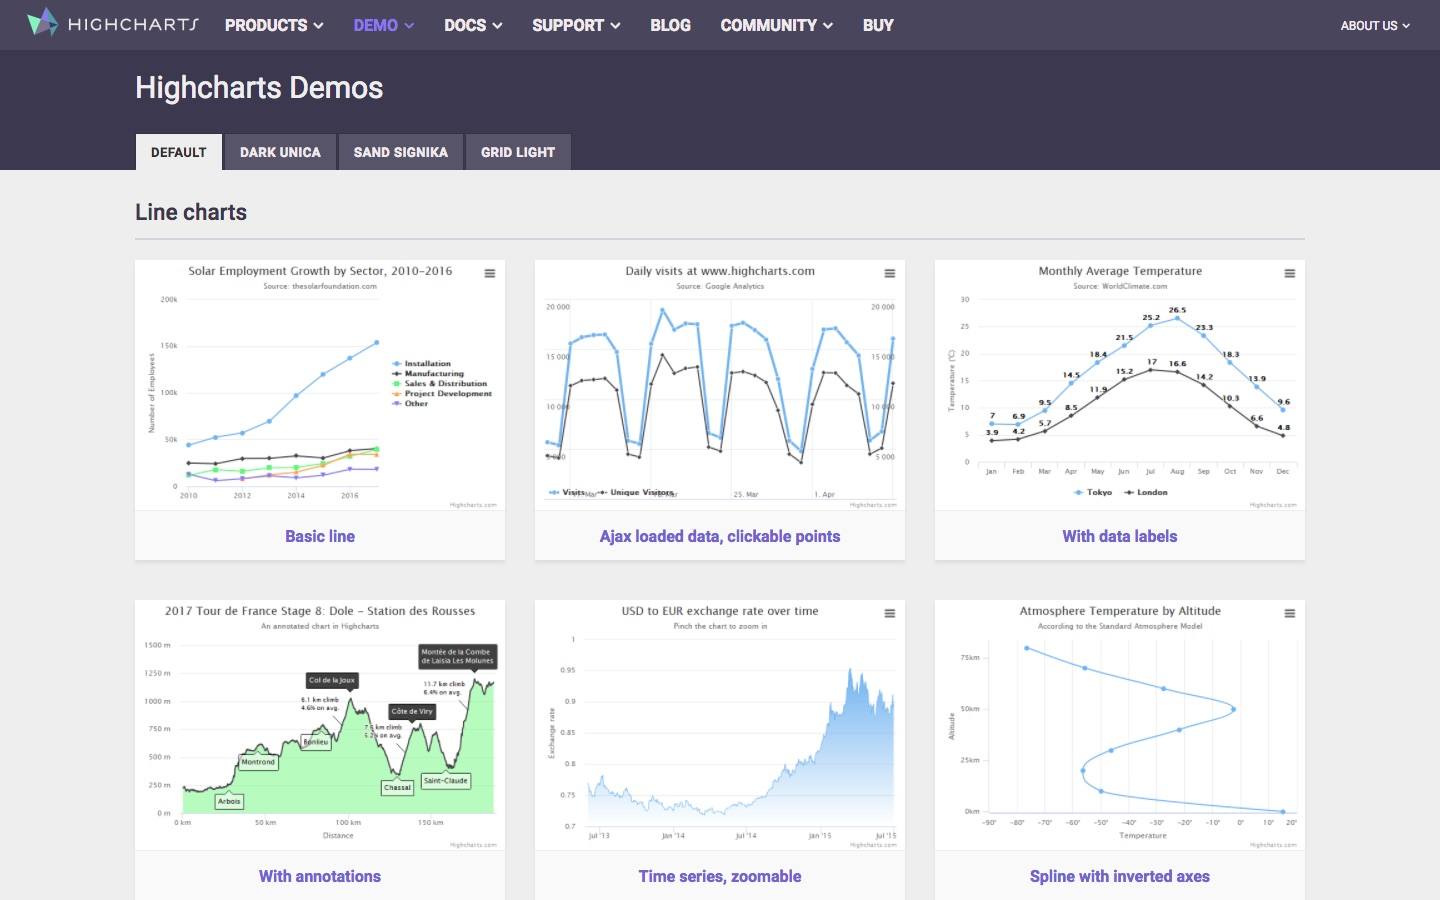 HIGHCHARTS PRODUCTS DEMO DOCS SUPPORT BLOG COMMUNITY BUY ABOUT US
Highcharts Demos
DEFAULT DARK UNICA SAND SIGNIKA GRID LIGHT
Line charts
Solar Employment Growth by Sector, 2010-2016
Source: thesolarfoundation.com
Number of Employees
200k
150k
100k
50k
0
2010 2012 2014 2016
Installation
Manufacturing
Sales & Distribution
Project Development
Other
Highcharts.com
Basic line
Daily visits at www.highcharts.com
Source: Google Analytics
20 000 20 000
15 000 15 000
10 000 10 000
5 000 5 000
Visits Unique Visitors
25. Mar 1. Apr
Highcharts.com
Ajax loaded data, clickable points
Monthly Average Temperature
Source: WorldClimate.com
Temperature (°C)
30
25
20
15
10
5
0
7 6.9 9.5 14.5 18.4 21.5 25.2 26.5 23.3 18.3 13.9 9.6
3.9 4.2 5.7 8.5 11.9 15.2 17 16.6 14.2 10.3 6.6 4.8
Jan Feb Mar Apr May Jun Jul Aug Sep Oct Nov Dec
Tokyo London
Highcharts.com
With data labels
2017 Tour de France Stage 8: Dole - Station des Rousses
An annotated chart in Highcharts
1500 m
1250 m
1000 m
750 m
500 m
250 m
0 m
Montée de la Combe
de Laisia Les Molunes
Col de la Joux
11.7 km climb
6.4% on avg.
6.1 km climb
4.6% on avg.
Côte de Viry
km climb
on avg.
Bonlieu
Montrond
Saint-Claude
Chassal
Arbois
0 km 50 km 100 km 150 km
Distance
Highcharts.com
With annotations
USD to EUR exchange rate over time
Pinch the chart to zoom in
Exchange rate
1
0.95
0.9
0.85
0.8
0.75
0.7
Jul '13 Jan '14 Jul '14 Jan '15 Jul '15
Highcharts.com
Time series, zoomable
Atmosphere Temperature by Altitude
According to the Standard Atmosphere Model
Altitude
75km
50km
25km
0km
-90° -80° -70° -60° -50° -40° -30° -20° -10° 0° 10° 20°
Temperature
Highcharts.com
Spline with inverted axes